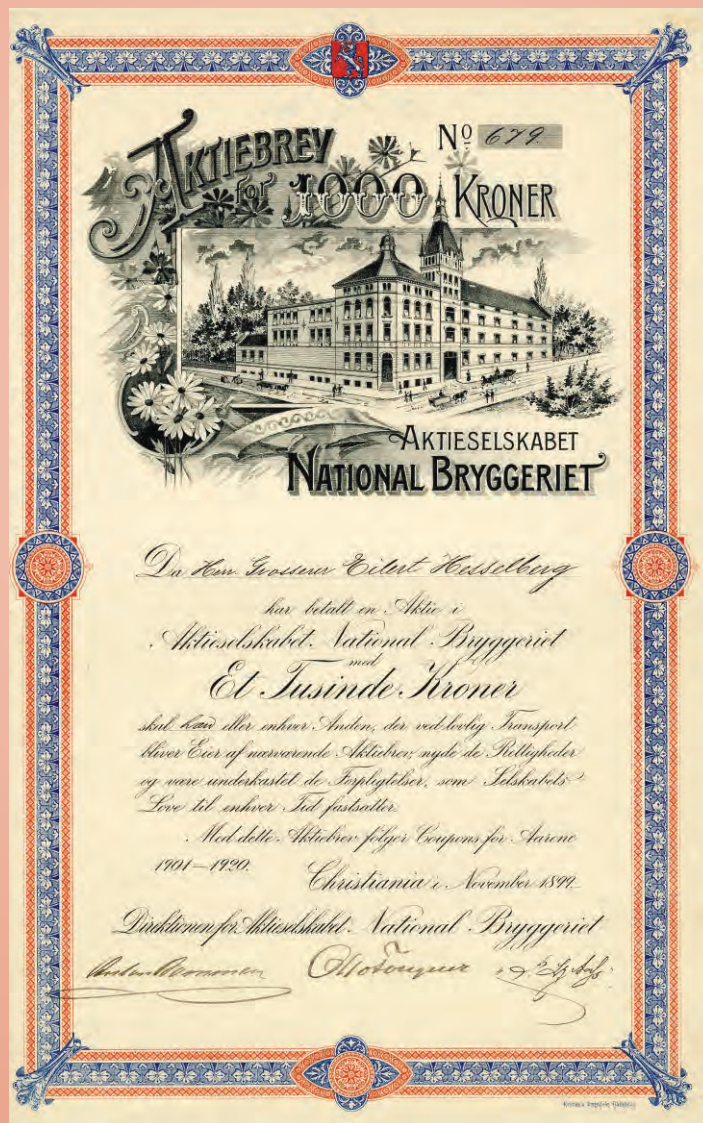 No 679.
AKTIEBREV
for 1000 KRONER
AKTIESELSKABET
NATIONAL BRYGGERIET
Da Herr Grosserer Eilert Hesselberg
har betalt en Aktie i
Aktieselskabet National Bryggeriet
med
Et Tusinde Kroner
skal han eller enhver Anden, der ved lovlig Transport
bliver Eier af nærværende Aktiebrev, nyde de Rettigheder
og være underkastet de Forpligtelser, som Selskabets
Love til enhver Tid fastsætter.
Med dette Aktiebrev følger Coupons for Aarene
1901—1920.
Christiania i November 1899.
Direktionen for Aktieselskabet National Bryggeriet